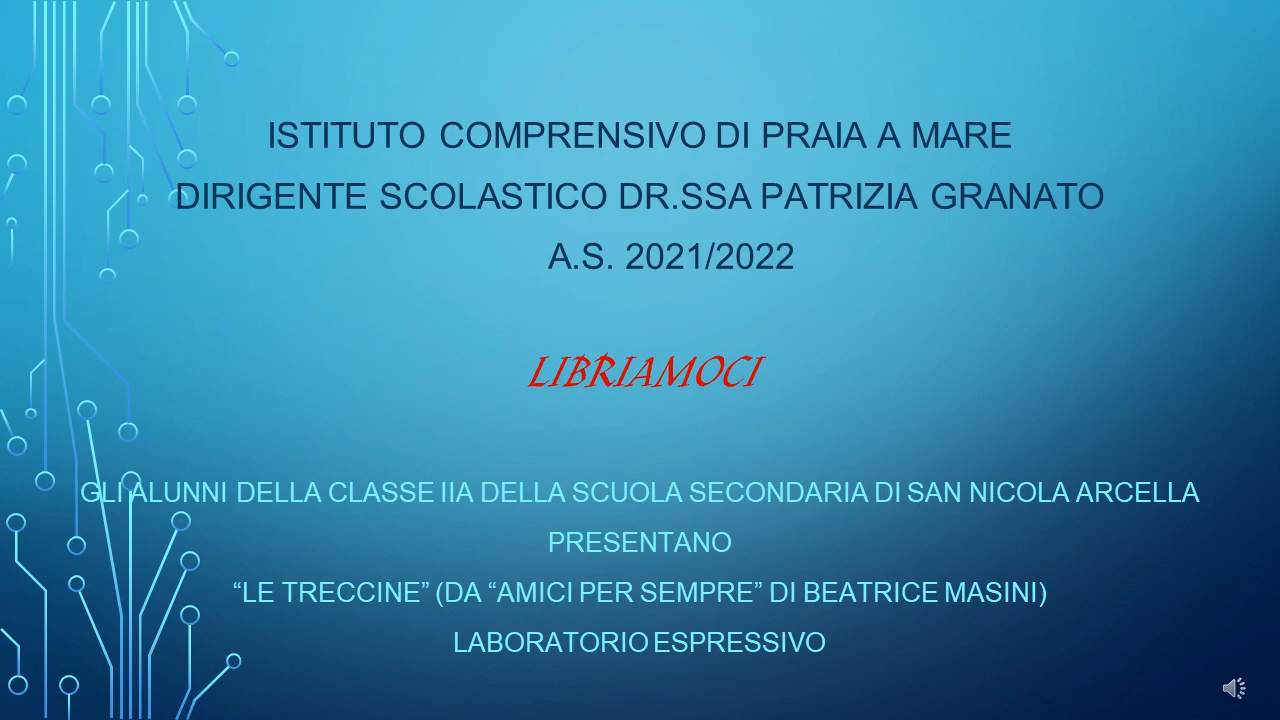 ISTITUTO COMPRENSIVO DI PRAIA A MARE
DIRIGENTE SCOLASTICO DR.SSA PATRIZIA GRANATO
A.S. 2021/2022
LIBRIAMOCI
GLI ALUNNI DELLA CLASSE IIA DELLA SCUOLA SECONDARIA DI SAN NICOLA ARCELLA
PRESENTANO
“LE TRECCINE” (DA “AMICI PER SEMPRE” DI BEATRICE MASINI)
LABORATORIO ESPRESSIVO